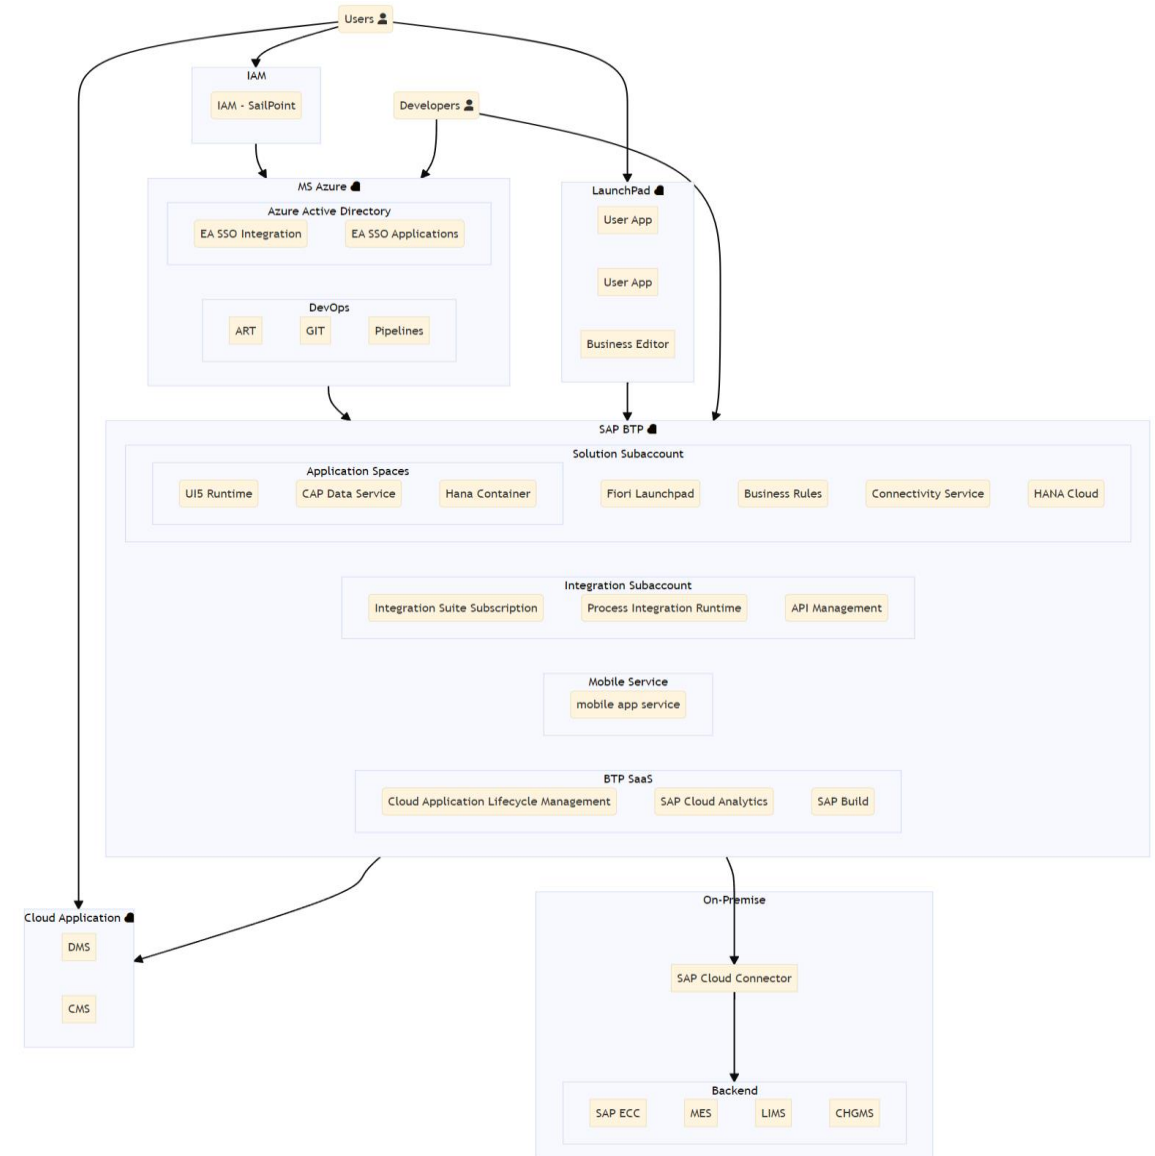 Users
IAM
IAM - SailPoint
Developers
MS Azure
LaunchPad
Azure Active Directory
User App
EA SSO Integration
EA SSO Applications
User App
DevOps
ART
GIT
Pipelines
Business Editor
SAP BTP
Solution Subaccount
Application Spaces
UI5 Runtime
CAP Data Service
Hana Container
Fiori Launchpad
Business Rules
Connectivity Service
HANA Cloud
Integration Subaccount
Integration Suite Subscription
Process Integration Runtime
API Management
Mobile Service
mobile app service
BTP SaaS
Cloud Application Lifecycle Management
SAP Cloud Analytics
SAP Build
On-Premise
Cloud Application
DMS
SAP Cloud Connector
CMS
Backend
SAP ECC
MES
LIMS
CHGMS